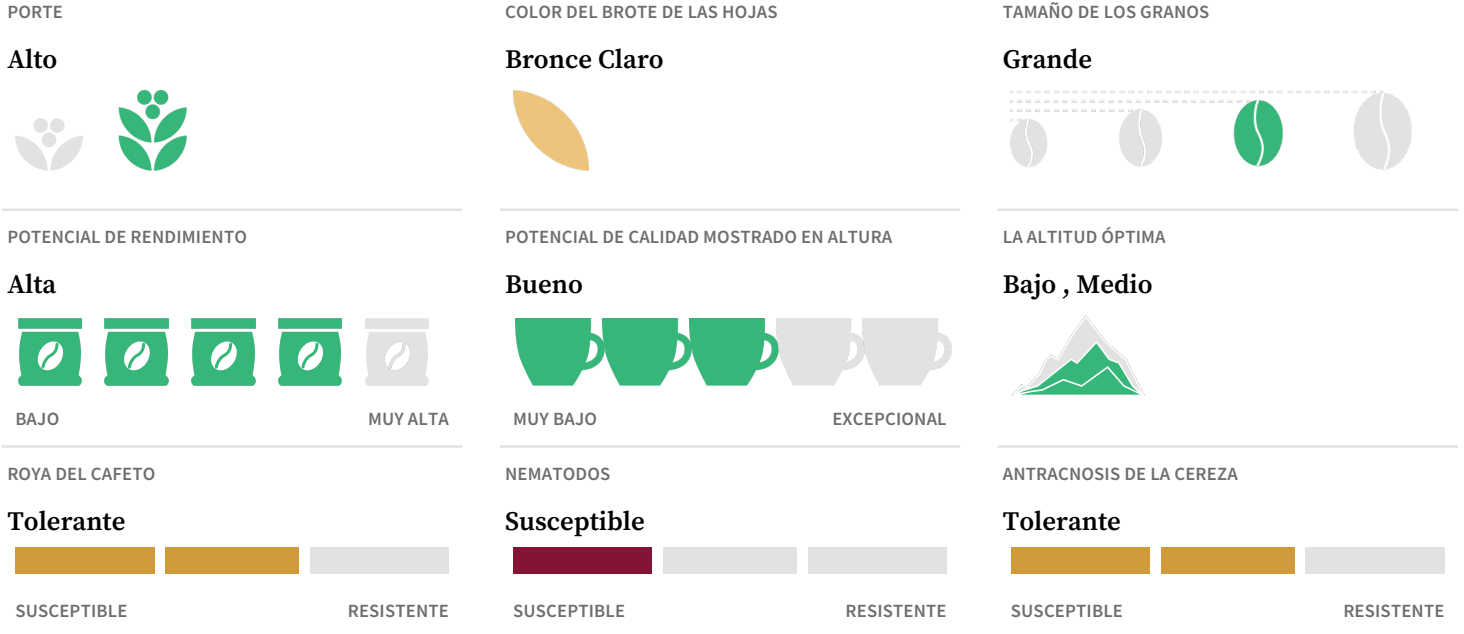 PORTE
Alto
COLOR DEL BROTE DE LAS HOJAS
Bronce Claro
TAMAÑO DE LOS GRANOS
Grande
POTENCIAL DE RENDIMIENTO
Alta
BAJO
MUY ALTA
POTENCIAL DE CALIDAD MOSTRADO EN ALTURA
Bueno
MUY BAJO
EXCEPCIONAL
LA ALTITUD ÓPTIMA
Bajo , Medio
ROYA DEL CAFETO
Tolerante
SUSCEPTIBLE
RESISTENTE
NEMATODOS
Susceptible
SUSCEPTIBLE
RESISTENTE
ANTRACNOSIS DE LA CEREZA
Tolerante
SUSCEPTIBLE
RESISTENTE